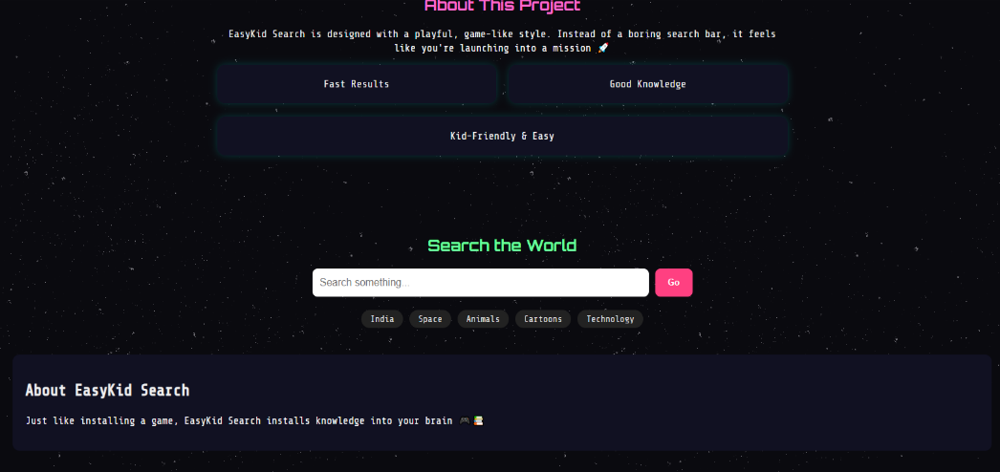 About This Project
EasyKid Search is designed with a playful, game-like style. Instead of a boring search bar, it feels
like you're launching into a mission 🚀
Fast Results
Good Knowledge
Kid-Friendly & Easy
Search the World
Search something...
Go
India
Space
Animals
Cartoons
Technology
About EasyKid Search
Just like installing a game, EasyKid Search installs knowledge into your brain 🎮📚